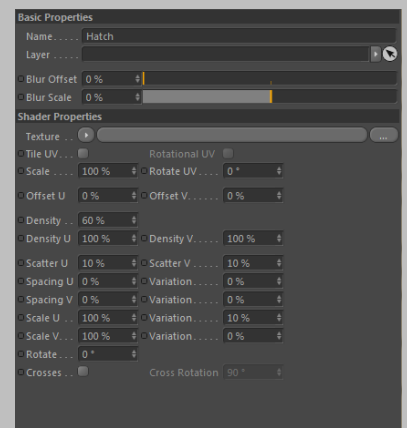 Basic Properties
Name..... Hatch
Layer .....
Blur Offset 0 %
Blur Scale 0 %
Shader Properties
Texture .. ...
Tile UV... Rotational UV
Scale.... 100 % Rotate UV.... 0 °
Offset U 0 % Offset V...... 0 %
Density .. 60 %
Density U 100 % Density V..... 100 %
Scatter U 10 % Scatter V..... 10 %
Spacing U 0 % Variation..... 0 %
Spacing V 0 % Variation..... 0 %
Scale U .. 100 % Variation..... 10 %
Scale V... 100 % Variation..... 0 %
Rotate... 0 °
Crosses .. Cross Rotation 90 °